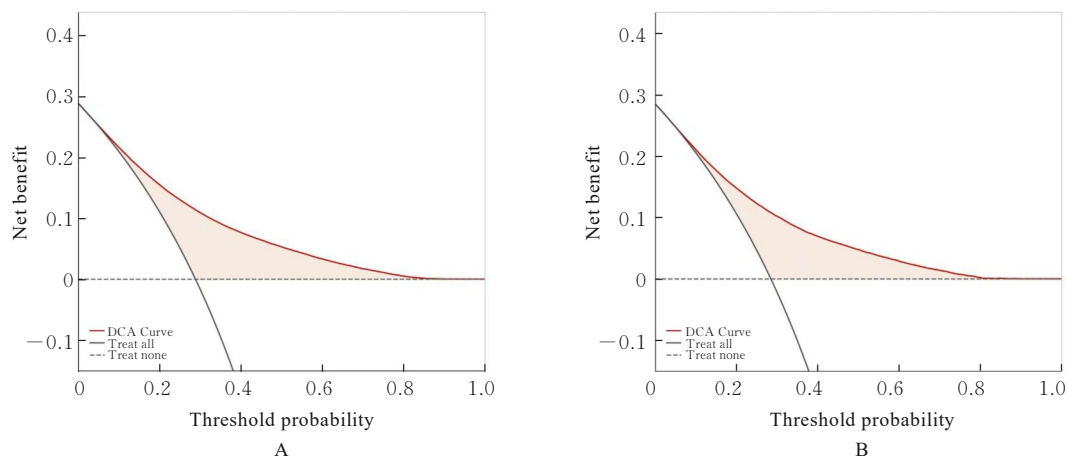 0.4
0.3
0.2
0.1
0
—0.1
Net benefit
DCA Curve
Treat all
Treat none
0 0.2 0.4 0.6 0.8 1.0
Threshold probability
A
0.4
0.3
0.2
0.1
0
—0.1
Net benefit
DCA Curve
Treat all
Treat none
0 0.2 0.4 0.6 0.8 1.0
Threshold probability
B